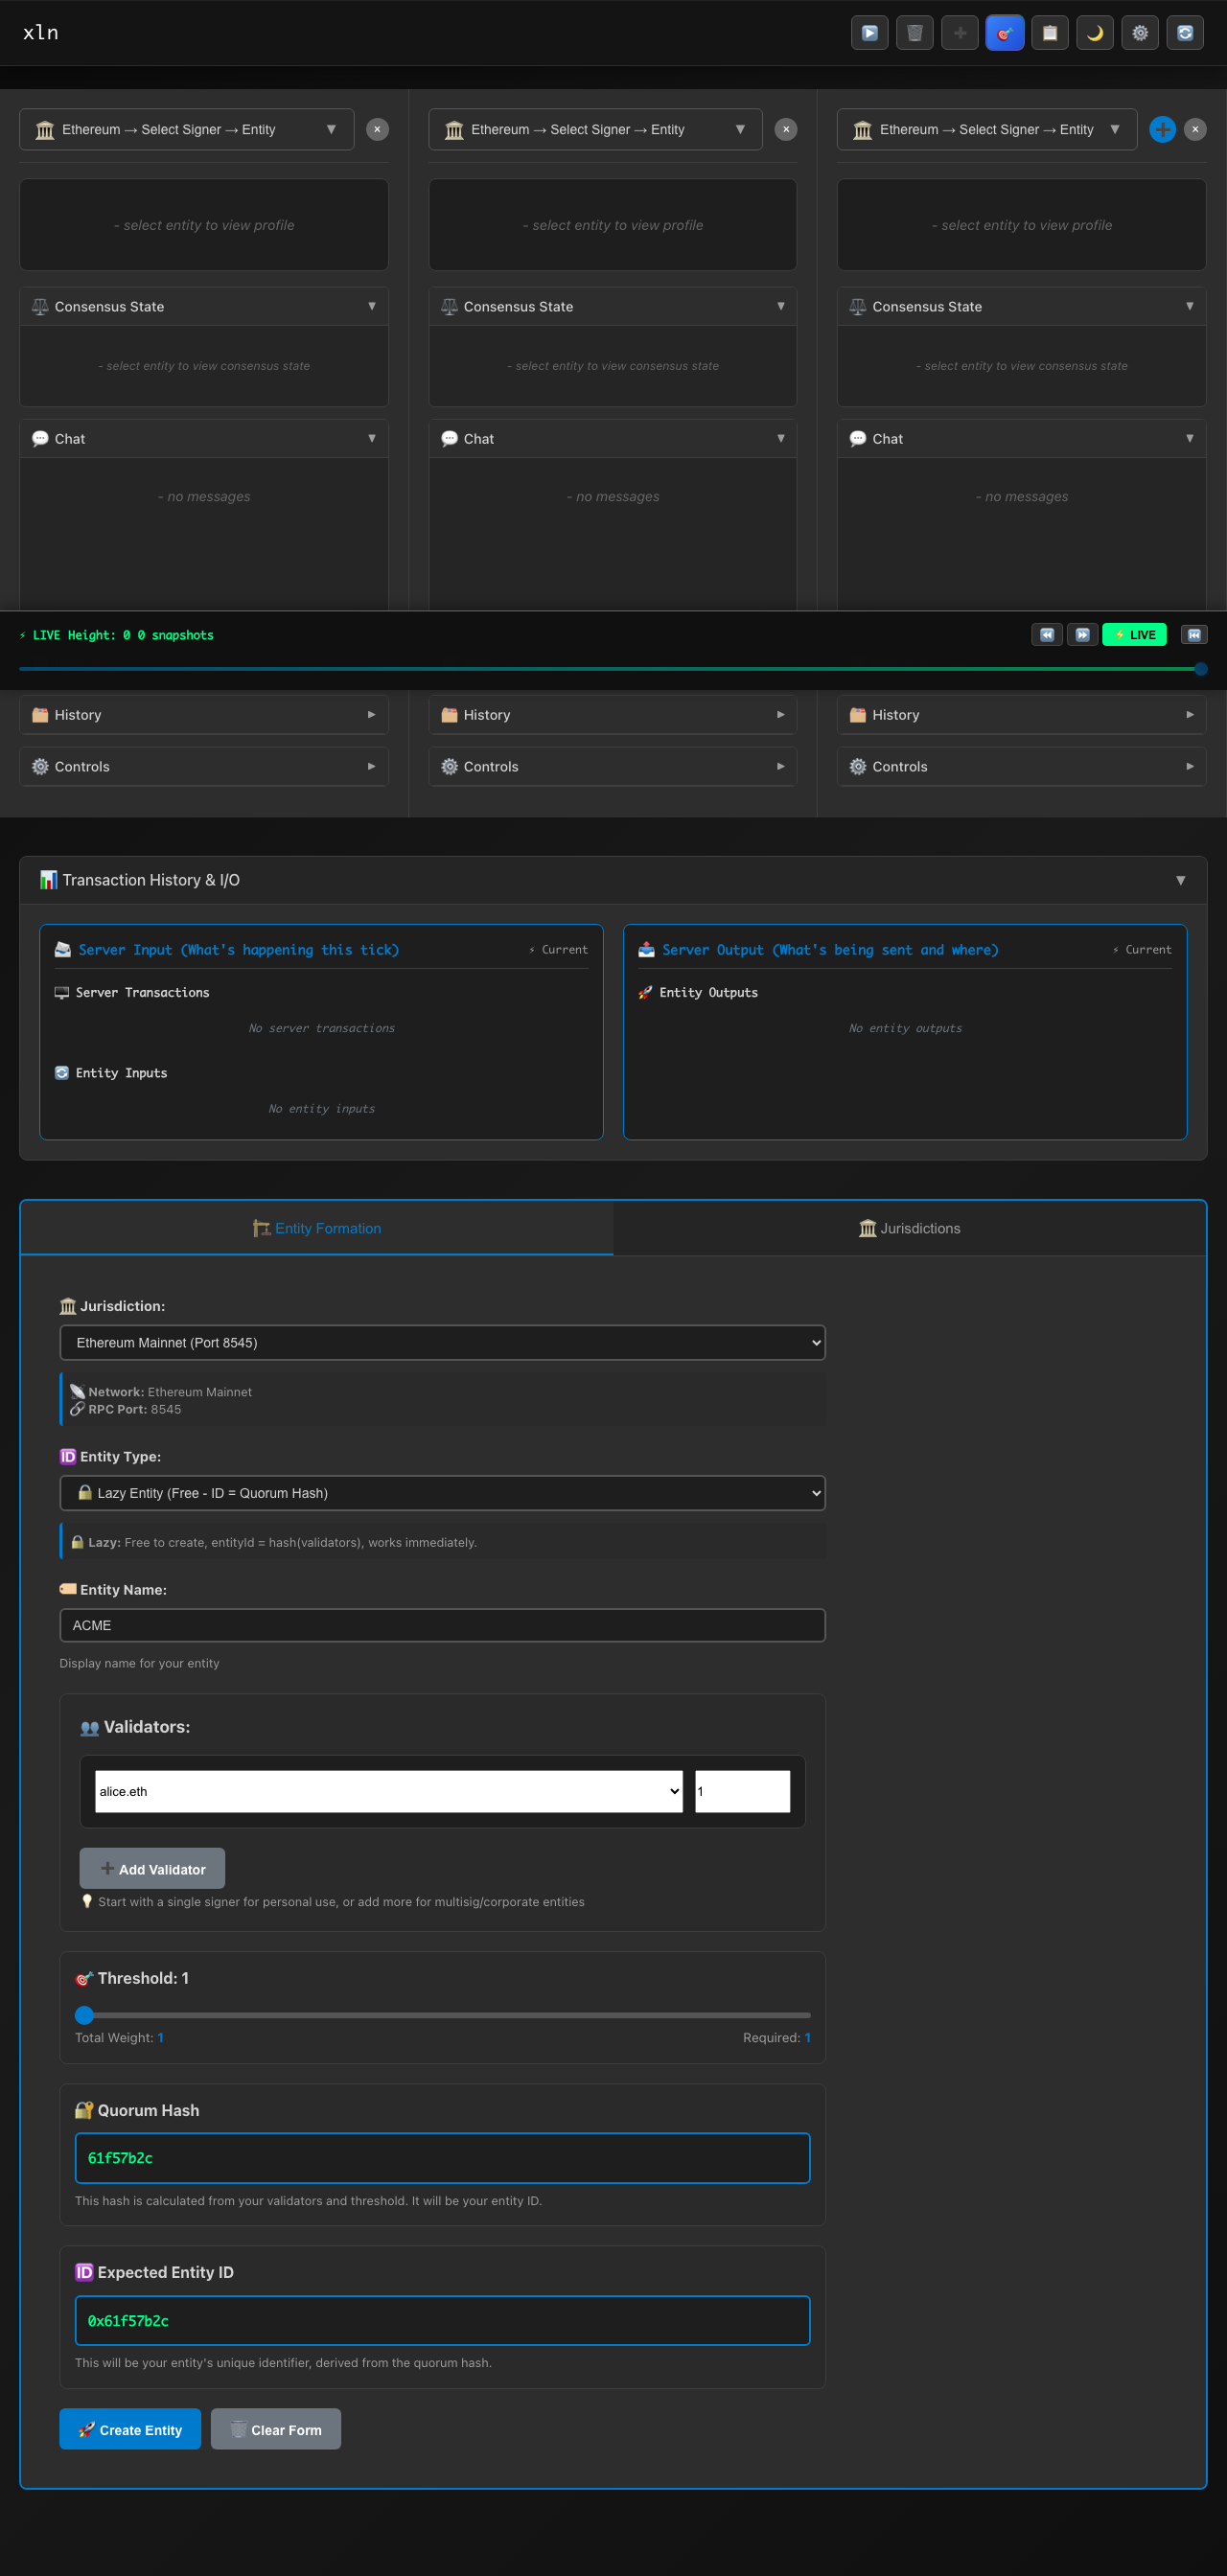 xln
Ethereum → Select Signer → Entity
Ethereum → Select Signer → Entity
Ethereum → Select Signer → Entity
- select entity to view profile
- select entity to view profile
- select entity to view profile
Consensus State
Consensus State
Consensus State
- select entity to view consensus state
- select entity to view consensus state
- select entity to view consensus state
Chat
Chat
Chat
- no messages
- no messages
- no messages
⚡ LIVE Height: 0 0 snapshots
⚡ LIVE
History
History
History
Controls
Controls
Controls
Transaction History & I/O
Server Input (What's happening this tick)
⚡ Current
Server Transactions
No server transactions
Entity Inputs
No entity inputs
Server Output (What's being sent and where)
⚡ Current
Entity Outputs
No entity outputs
Entity Formation
Jurisdictions
Jurisdiction:
Ethereum Mainnet (Port 8545)
Network: Ethereum Mainnet
RPC Port: 8545
🆔 Entity Type:
Lazy Entity (Free - ID = Quorum Hash)
Lazy: Free to create, entityId = hash(validators), works immediately.
Entity Name:
ACME
Display name for your entity
Validators:
alice.eth
1
➕ Add Validator
Start with a single signer for personal use, or add more for multisig/corporate entities
Threshold: 1
Total Weight: 1
Required: 1
Quorum Hash
61f57b2c
This hash is calculated from your validators and threshold. It will be your entity ID.
🆔 Expected Entity ID
0x61f57b2c
This will be your entity's unique identifier, derived from the quorum hash.
Create Entity
Clear Form